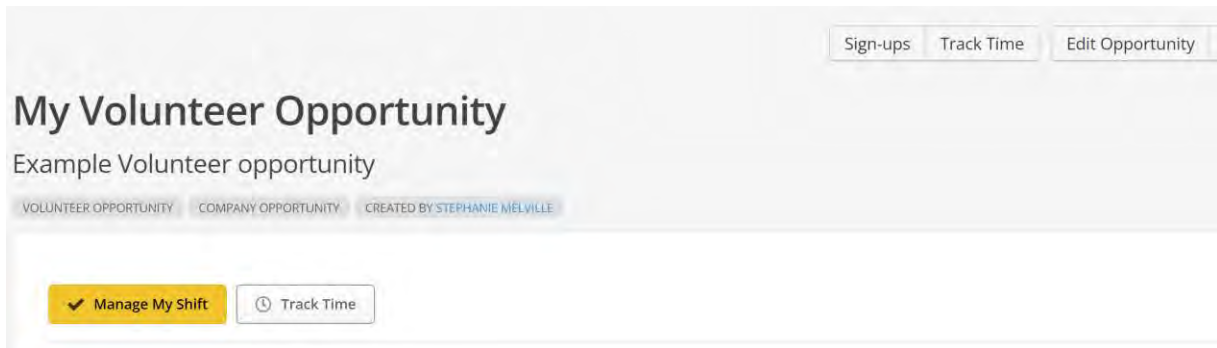 Sign-ups Track Time Edit Opportunity
My Volunteer Opportunity
Example Volunteer opportunity
VOLUNTEER OPPORTUNITY COMPANY OPPORTUNITY CREATED BY STEPHANIE MELVILLE
Manage My Shift Track Time